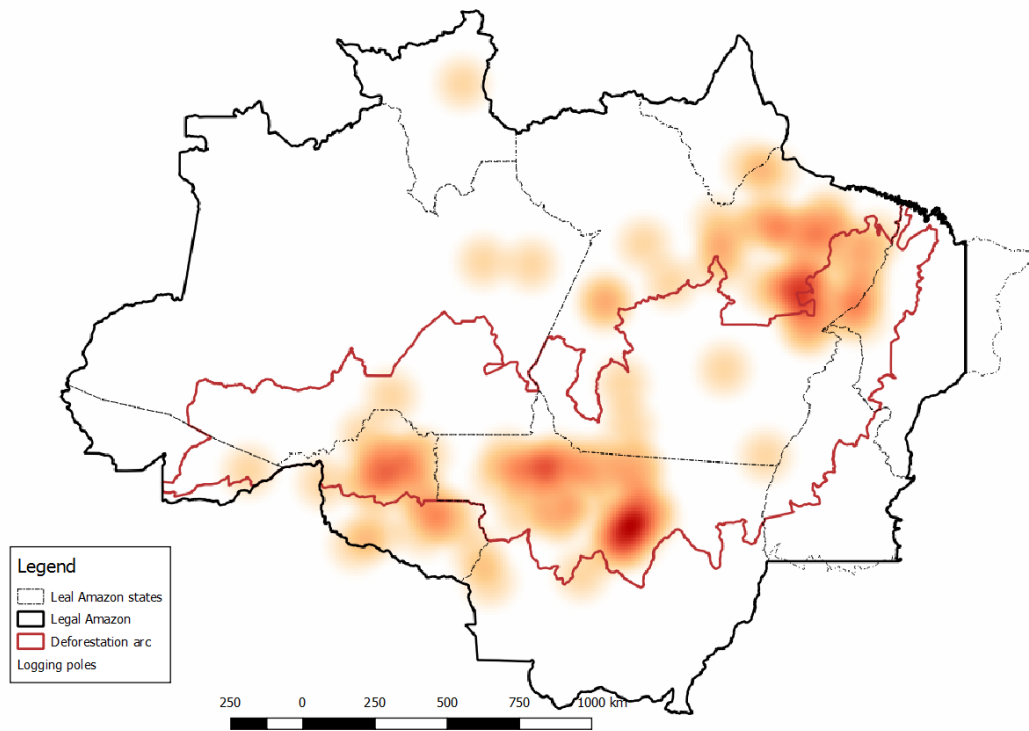 Legend
Leal Amazon states
Legal Amazon
Deforestation arc
Logging poles
250 0 250 500 750 1000 km